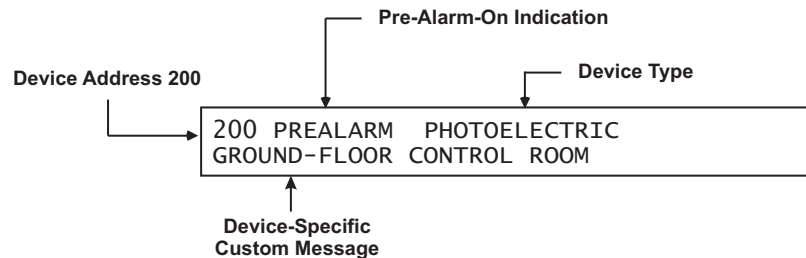 Pre-Alarm-On Indication
Device Address 200
Device Type
200 PREALARM PHOTOELECTRIC
GROUND-FLOOR CONTROL ROOM
Device-Specific
Custom Message